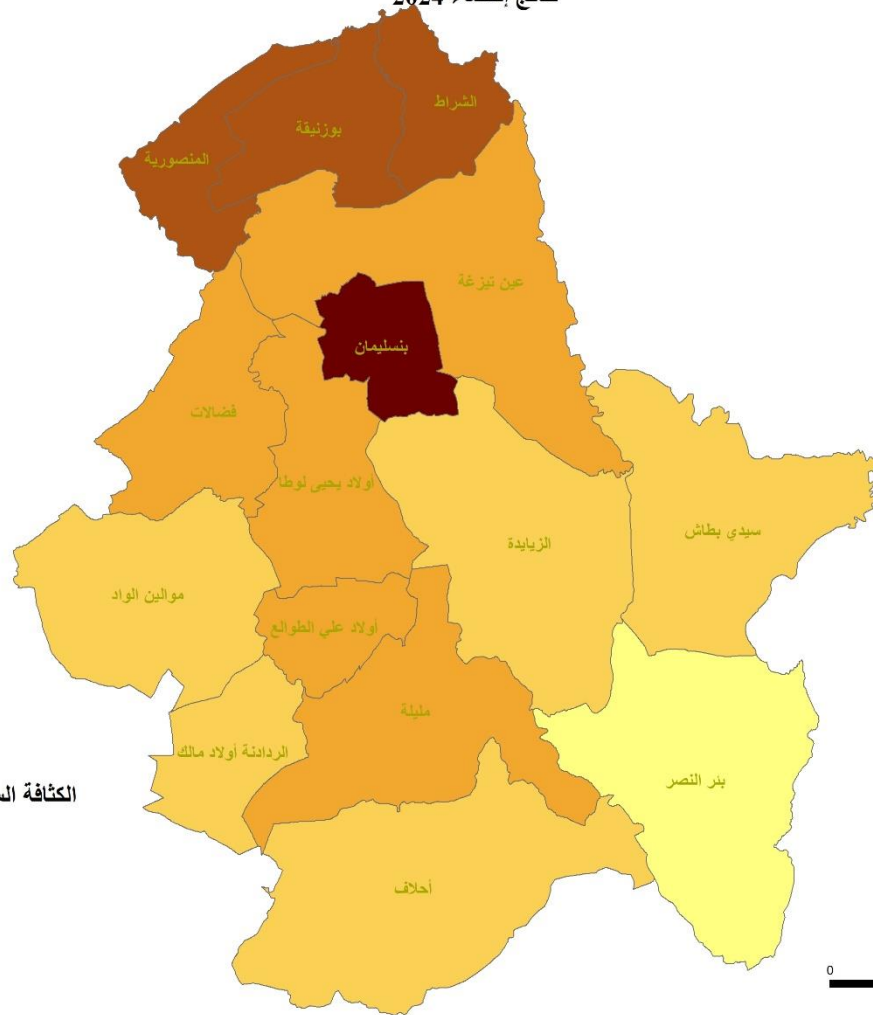 2024
الشراط
بوزنيقة
المنصورية
عين تيزغة
بنسليمان
فضالات
أولاد يحيى لوطا
سيدي بطاش
الزيايدة
موالين الواد
أولاد علي الطوالع
مليلة
الردادنة أولاد مالك
بئر النصر
الكثافة
أحلاف
0